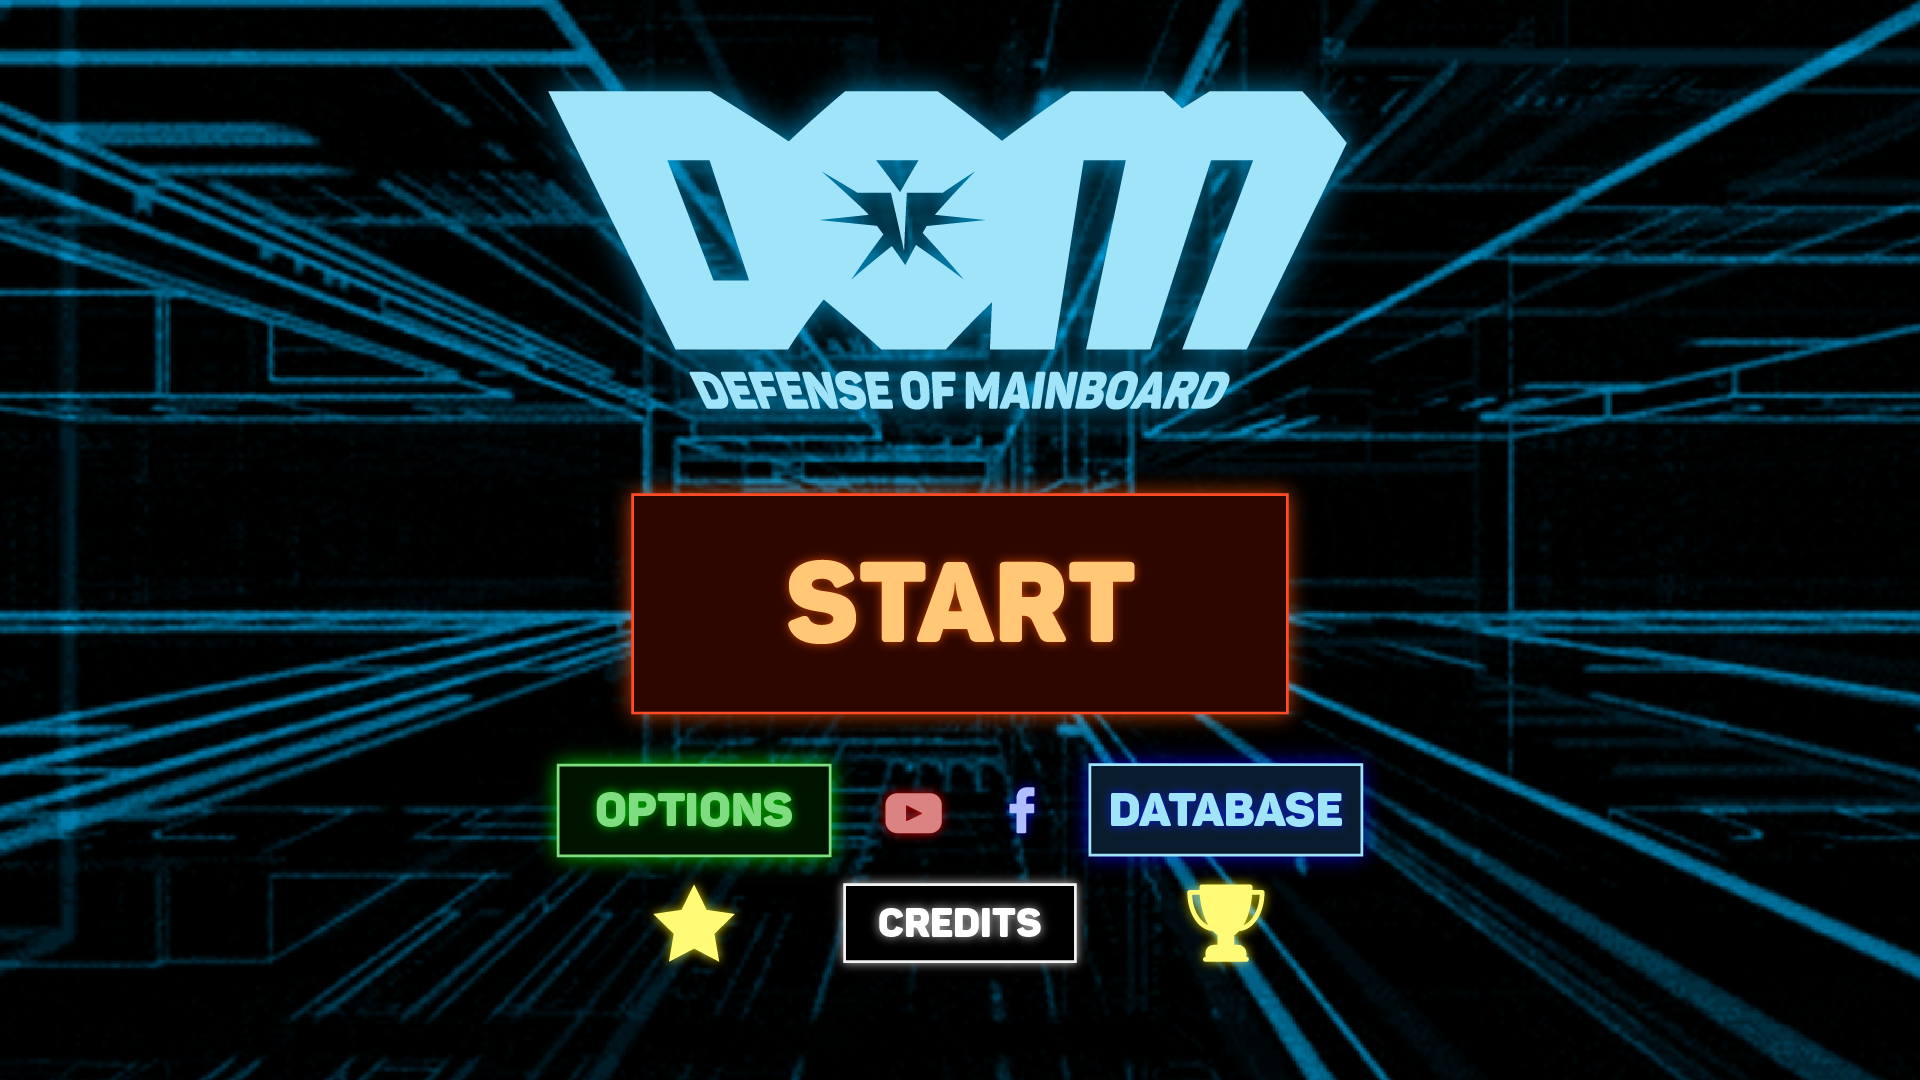 DOM
DEFENSE OF MAINBOARD
START
OPTIONS
DATABASE
CREDITS